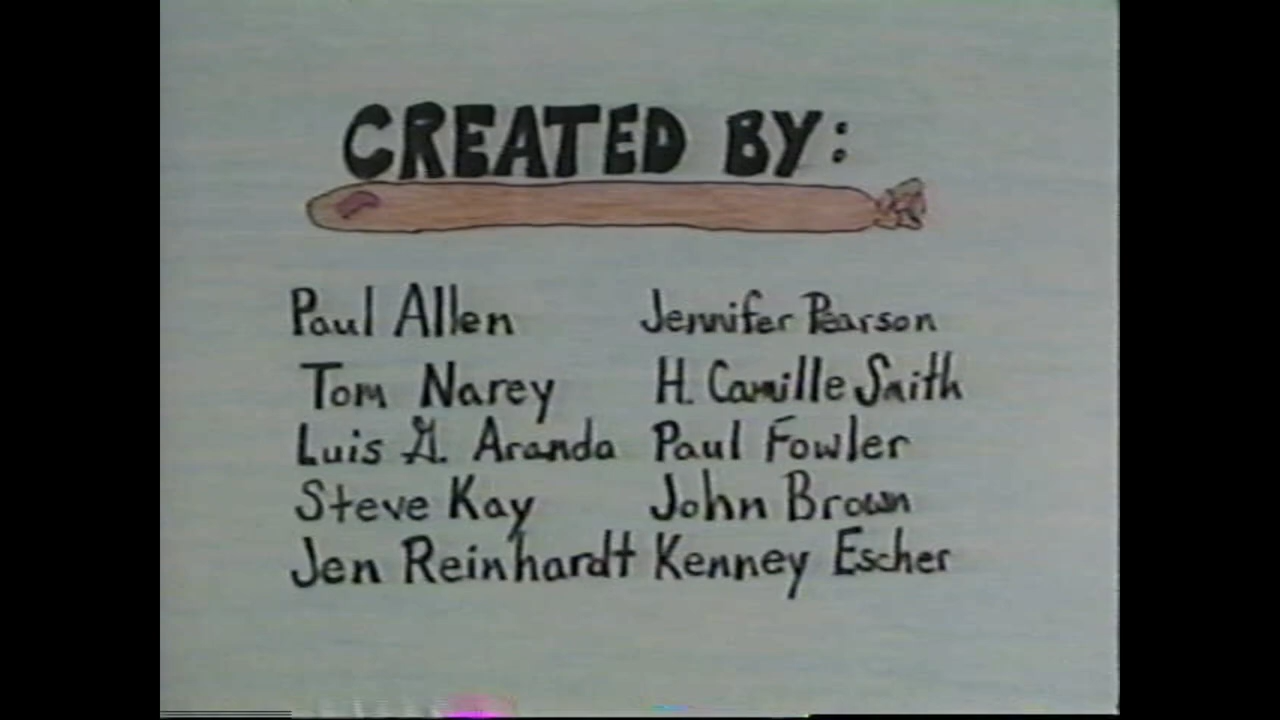 CREATED BY:
Paul Allen Jennifer Pearson
Tom Narey H. Camille Smith
Luis G. Aranda Paul Fowler
Steve Kay John Brown
Jen Reinhardt Kenney Escher